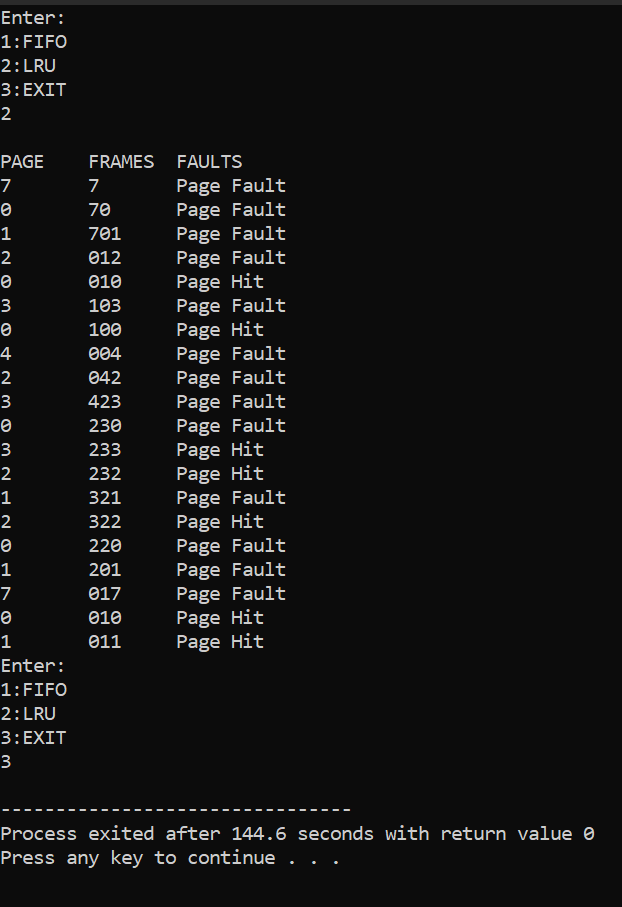 Enter:
1:FIFO
2:LRU
3:EXIT
2
PAGE FRAMES FAULTS
7 7 Page Fault
0 70 Page Fault
1 701 Page Fault
2 012 Page Fault
0 010 Page Hit
3 103 Page Fault
0 100 Page Hit
4 004 Page Fault
2 042 Page Fault
3 423 Page Fault
0 230 Page Fault
3 233 Page Hit
2 232 Page Hit
1 321 Page Fault
2 322 Page Hit
0 220 Page Fault
1 201 Page Fault
7 017 Page Fault
0 010 Page Hit
1 011 Page Hit
Enter:
1:FIFO
2:LRU
3:EXIT
3
--------------------------------
Process exited after 144.6 seconds with return value 0
Press any key to continue . . .